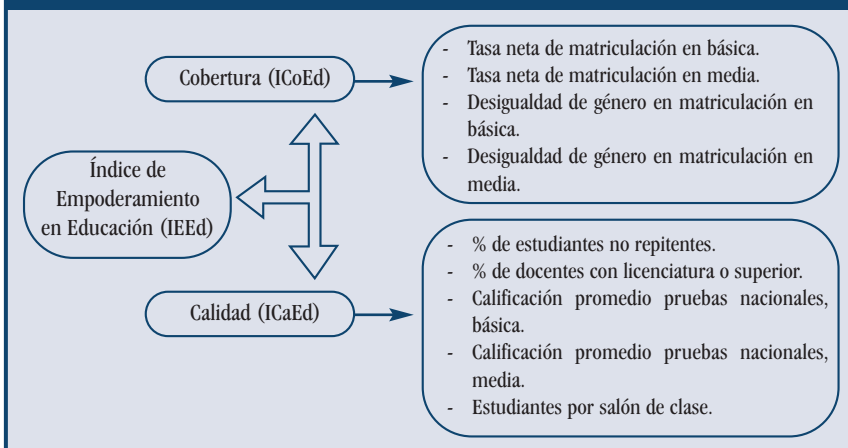 Cobertura (ICoEd)
- Tasa neta de matriculación en básica.
- Tasa neta de matriculación en media.
- Desigualdad de género en matriculación en
básica.
- Desigualdad de género en matriculación en
media.
Índice de
Empoderamiento
en Educación (IEEd)
Calidad (ICaEd)
- % de estudiantes no repitentes.
- % de docentes con licenciatura o superior.
- Calificación promedio pruebas nacionales,
básica.
- Calificación promedio pruebas nacionales,
media.
- Estudiantes por salón de clase.